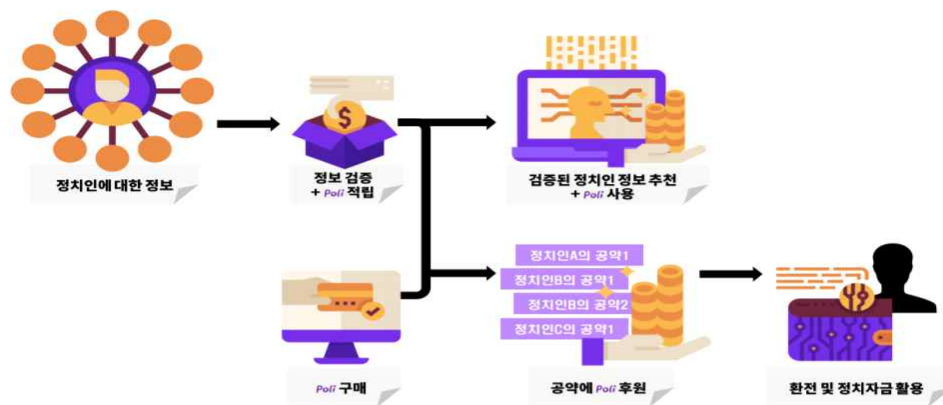 정치인에 대한 정보
정보 검증
+ Poli 적립
검증된 정치인 정보 추천
+ Poli 사용
정치인A의 공약1
정치인B의 공약1
정치인B의 공약2
정치인C의 공약1
Poli 구매
공약에 Poli 후원
환전 및 정치자금 활용